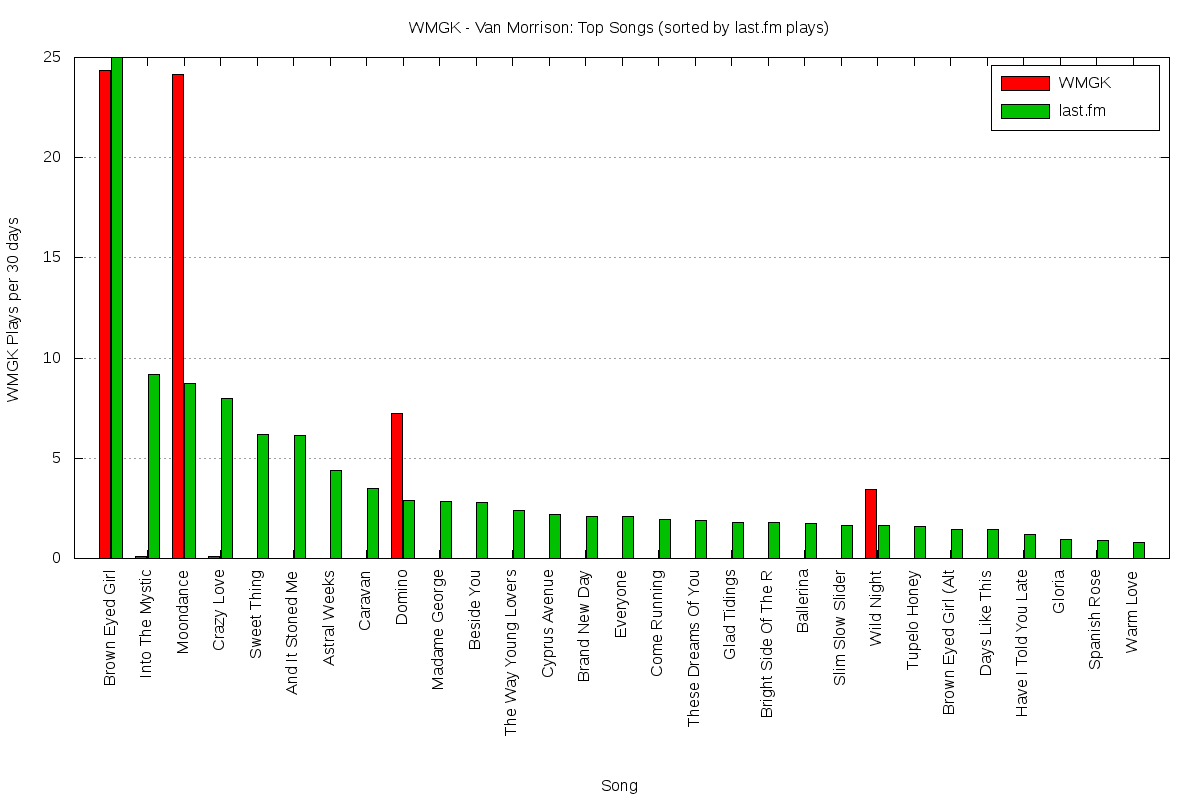 WMGK - Van Morrison: Top Songs (sorted by last.fm plays)
WMGK
last.fm
WMGK Plays per 30 days
25
20
15
10
5
0
Brown Eyed Girl
Into The Mystic
Moondance
Crazy Love
Sweet Thing
And It Stoned Me
Astral Weeks
Caravan
Domino
Madame George
Beside You
The Way Young Lovers
Cyprus Avenue
Brand New Day
Everyone
Come Running
These Dreams Of You
Glad Tidings
Bright Side Of The R
Ballerina
Slim Slow Slider
Wild Night
Tupelo Honey
Brown Eyed Girl (Alt
Days Like This
Have I Told You Late
Gloria
Spanish Rose
Warm Love
Song